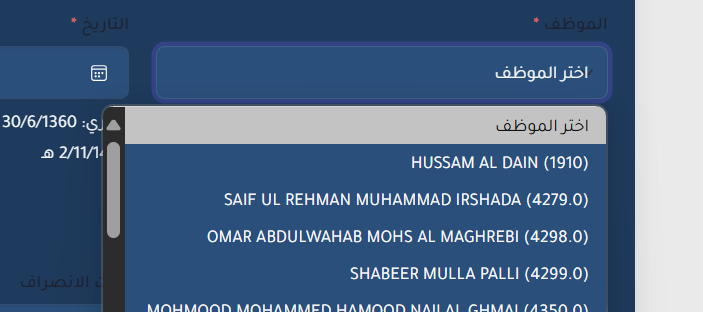 الموظف *
التاريخ *
اختر الموظف
اختر الموظف
30/6/1360
HUSSAM AL DAIN (1910)
2/11/14 هـ
SAIF UL REHMAN MUHAMMAD IRSHADA (4279.0)
OMAR ABDULWAHAB MOHS AL MAGHREBI (4298.0)
SHABEER MULLA PALLI (4299.0)
الانصراف
MOHMOOD MOHAMMED HAMOOD NAJI AL GHMAI (4350.0)